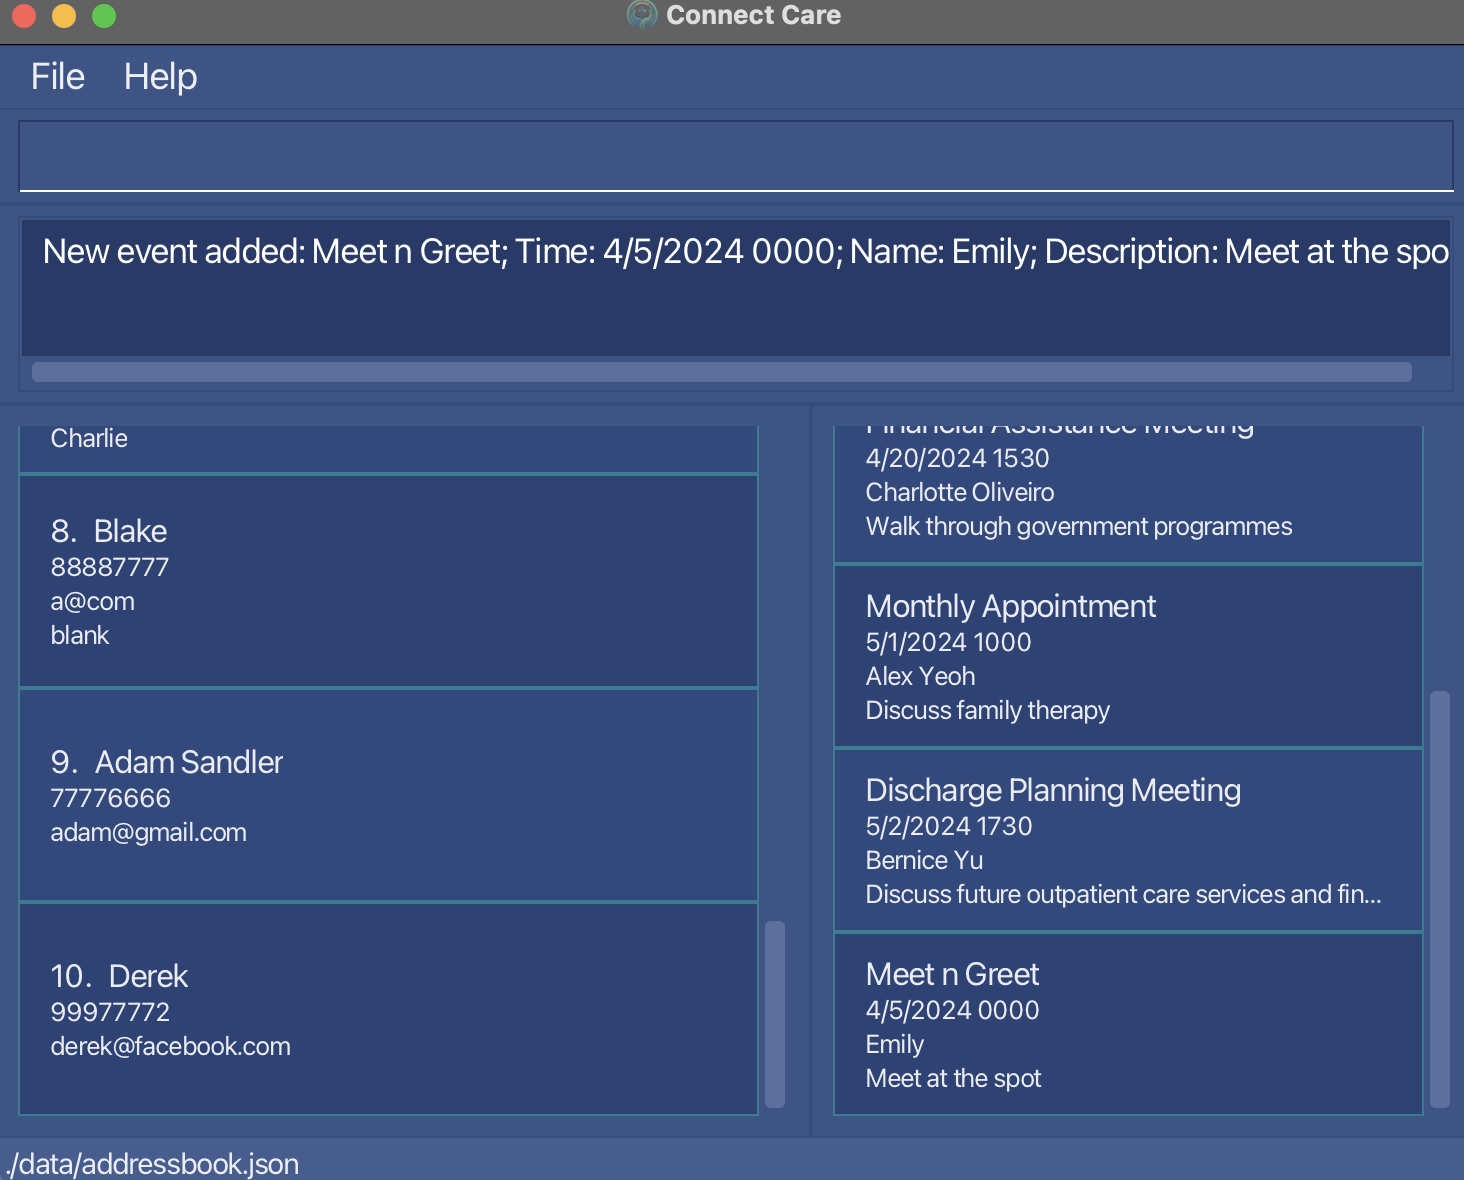 Connect Care
File Help
New event added: Meet n Greet; Time: 4/5/2024 0000; Name: Emily; Description: Meet at the spo
Charlie
8. Blake
88887777
a@com
blank
9. Adam Sandler
77776666
adam@gmail.com
10. Derek
99977772
derek@facebook.com
Financial Assistance Meeting
4/20/2024 1530
Charlotte Oliveiro
Walk through government programmes
Monthly Appointment
5/1/2024 1000
Alex Yeoh
Discuss family therapy
Discharge Planning Meeting
5/2/2024 1730
Bernice Yu
Discuss future outpatient care services and fin...
Meet n Greet
4/5/2024 0000
Emily
Meet at the spot
./data/addressbook.json